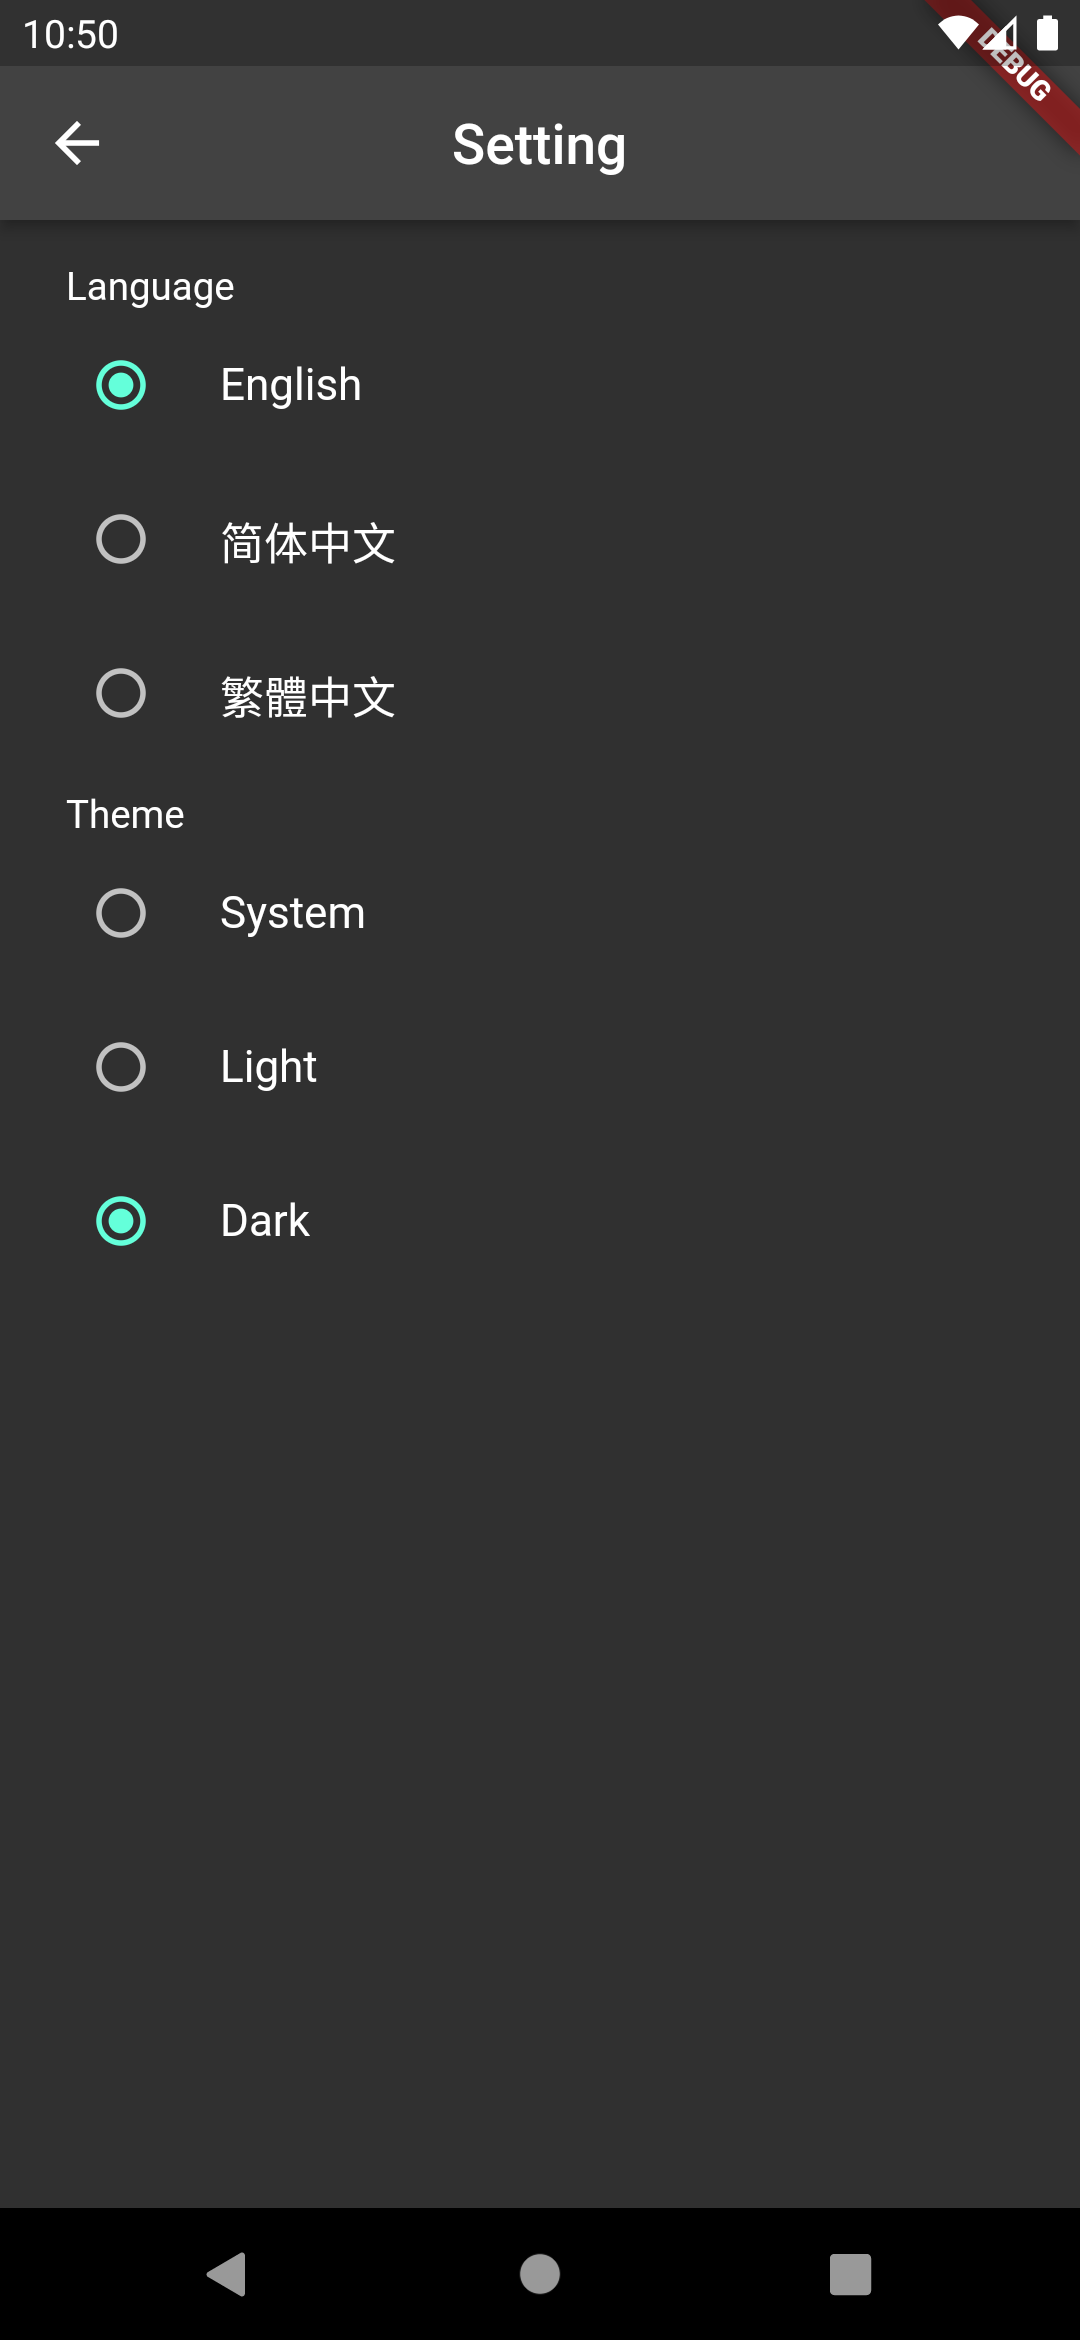 10:50
DEBUG
Setting
Language
English
简体中文
繁體中文
Theme
System
Light
Dark